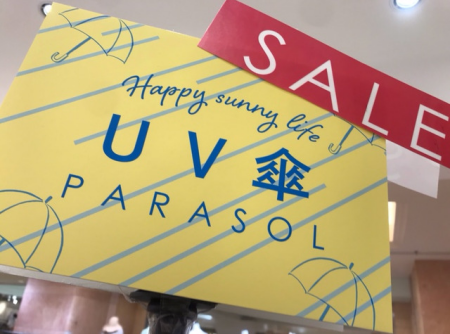 SALE
Happy sunny life
UV傘
PARASOL